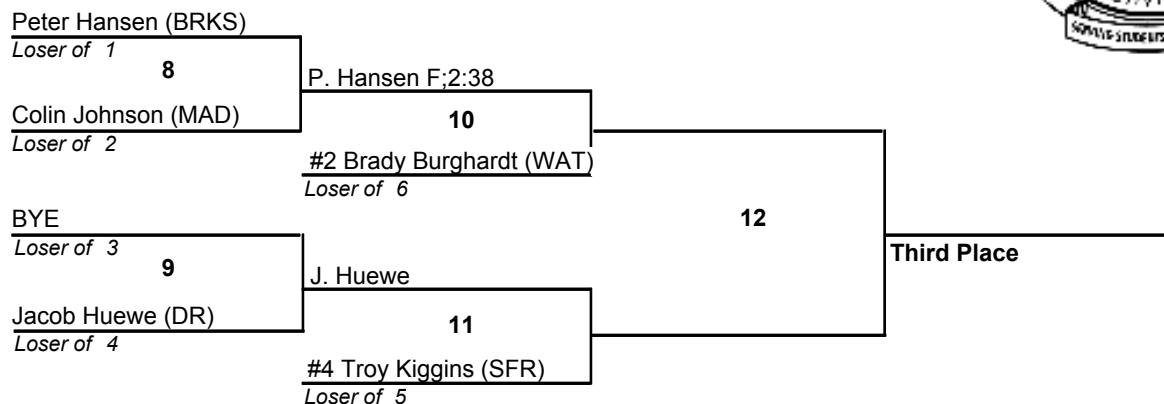 Peter Hansen (BRKS)
Loser of 1
8
Colin Johnson (MAD)
Loser of 2
P. Hansen F;2:38
10
#2 Brady Burghardt (WAT)
Loser of 6
BYE
Loser of 3
9
Jacob Huewe (DR)
Loser of 4
J. Huewe
11
#4 Troy Kiggins (SFR)
Loser of 5
12
Third Place
SERVING STUDENTS